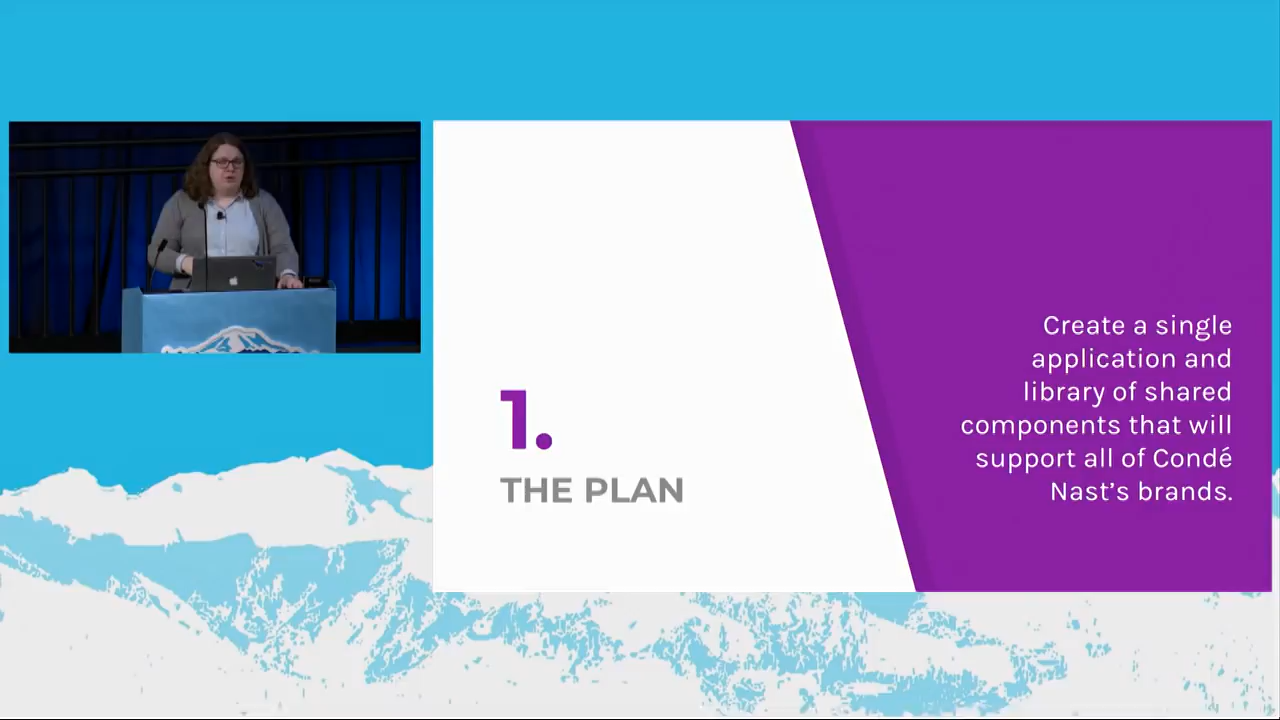 1.
THE PLAN
Create a single
application and
library of shared
components that will
support all of Condé
Nast’s brands.